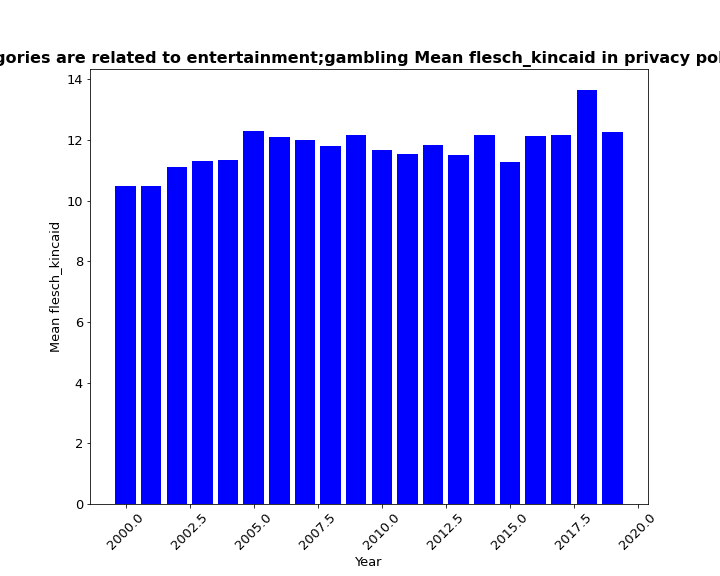 gories are related to entertainment;gambling Mean flesch_kincaid in privacy pol
14
12
10
8
6
4
2
0
Mean flesch_kincaid
2000.0 2002.5 2005.0 2007.5 2010.0 2012.5 2015.0 2017.5 2020.0
Year